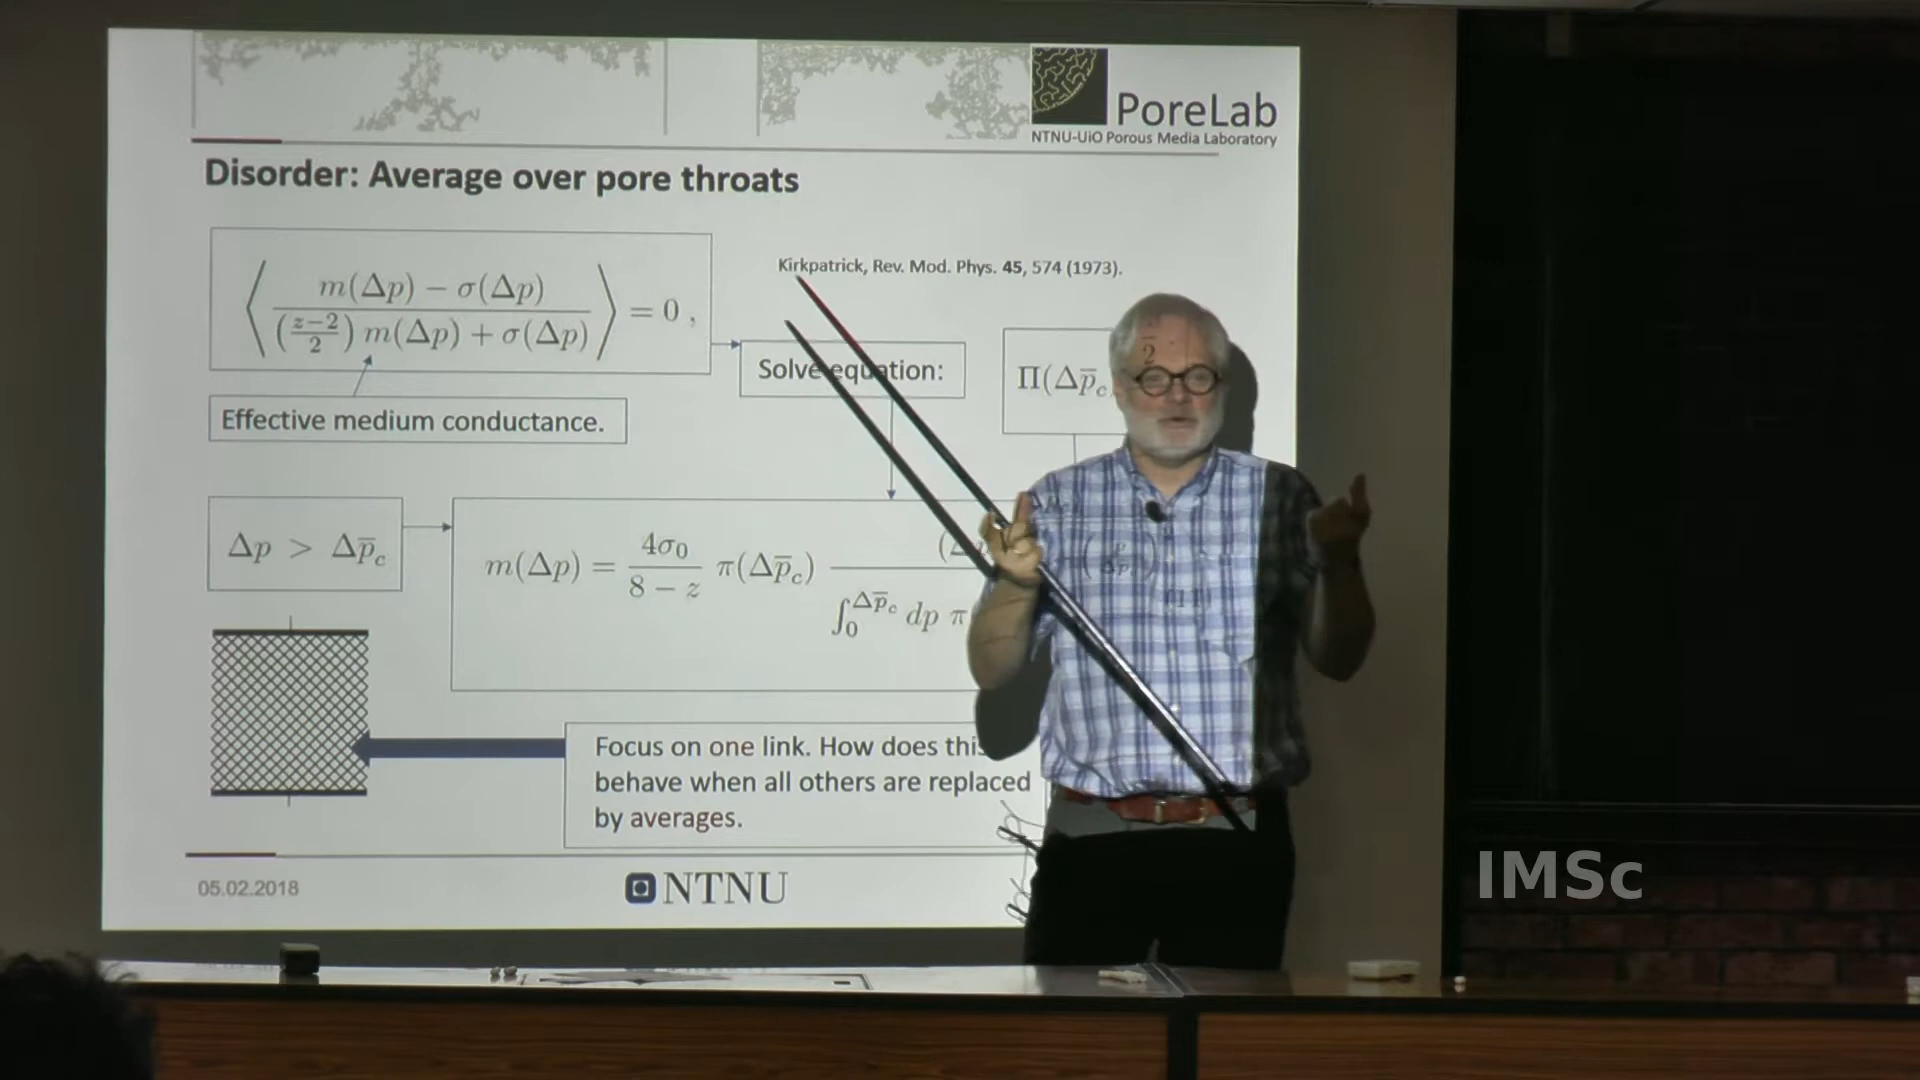 PoreLab
NTNU-UiO Porous Media Laboratory
Disorder: Average over pore throats
Kirkpatrick, Rev. Mod. Phys. 45, 574 (1973).
⟨ m(Δp) − σ(Δp) / ((z−2)/2) m(Δp) + σ(Δp) ⟩ = 0 ,
Solve equation:
Π(Δp̅c
2
Effective medium conductance.
Δp > Δp̅c
m(Δp) = 4σ0 / 8 − z π(Δp̅c)
∫0^Δp̅c dp π
Focus on one link. How does this
behave when all others are replaced
by averages.
05.02.2018
NTNU
IMSc